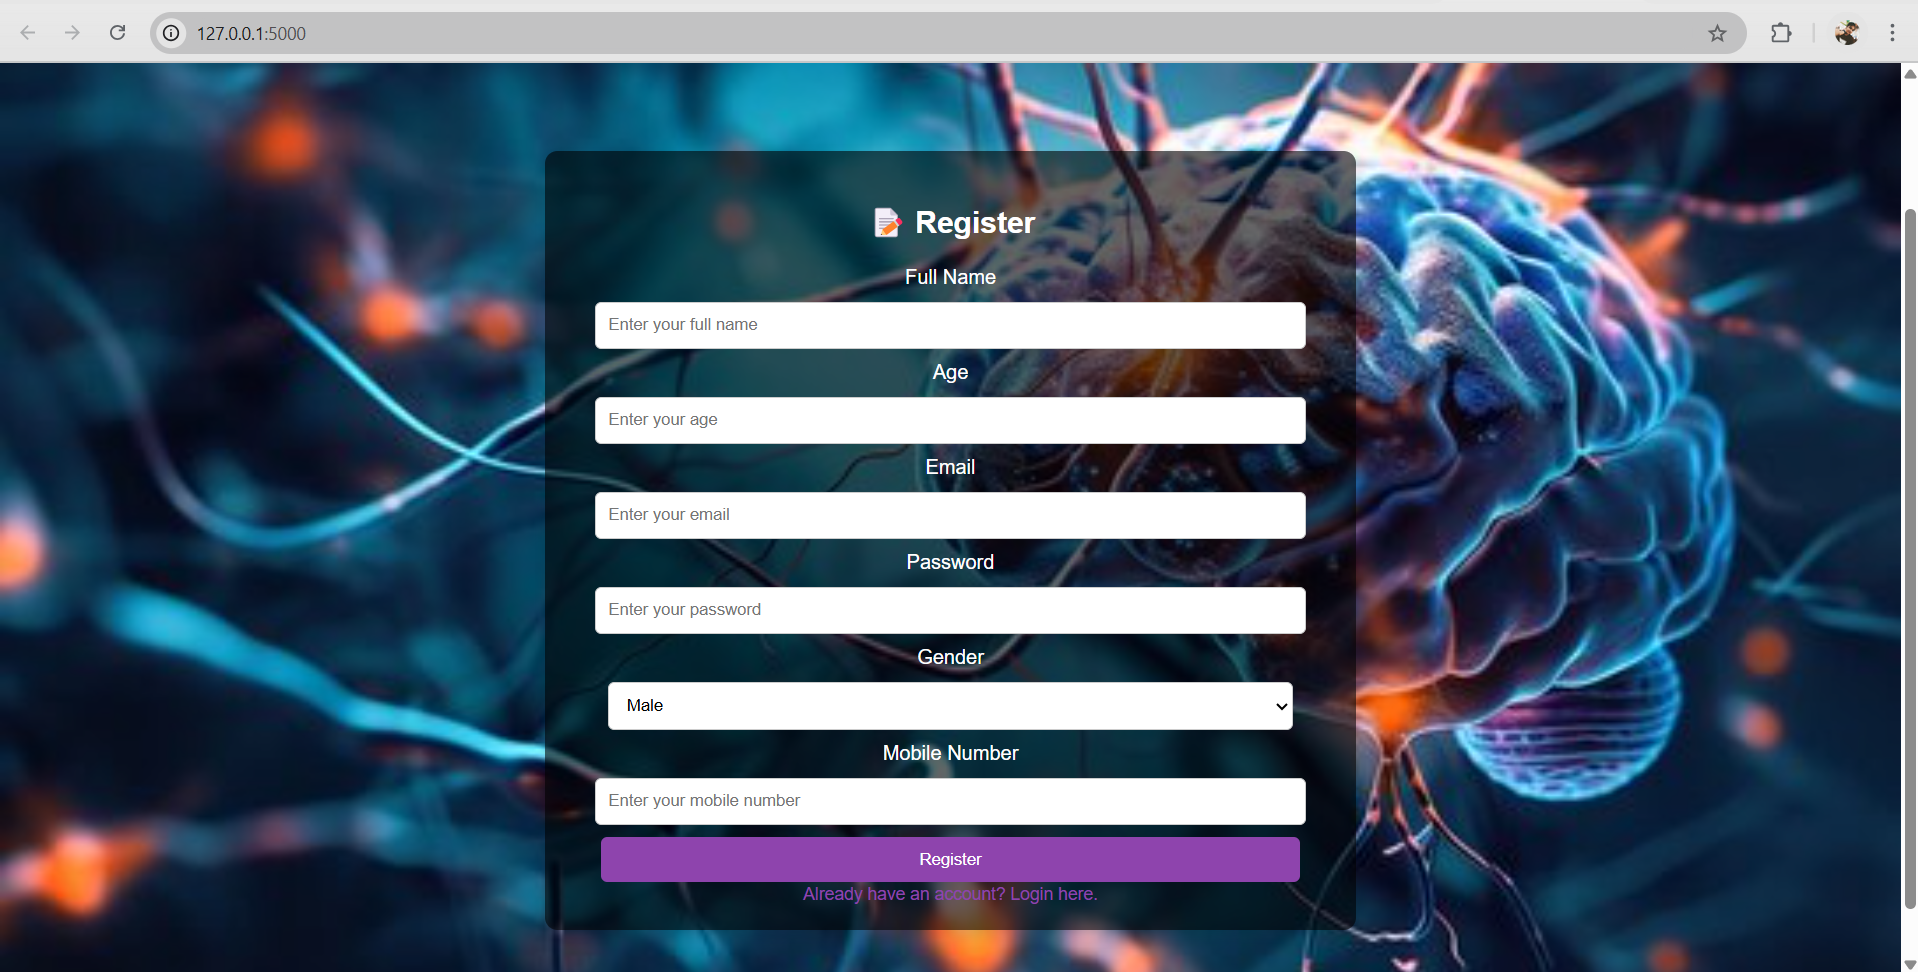 127.0.0.1:5000
Register
Full Name
Enter your full name
Age
Enter your age
Email
Enter your email
Password
Enter your password
Gender
Male
Mobile Number
Enter your mobile number
Register
Already have an account? Login here.